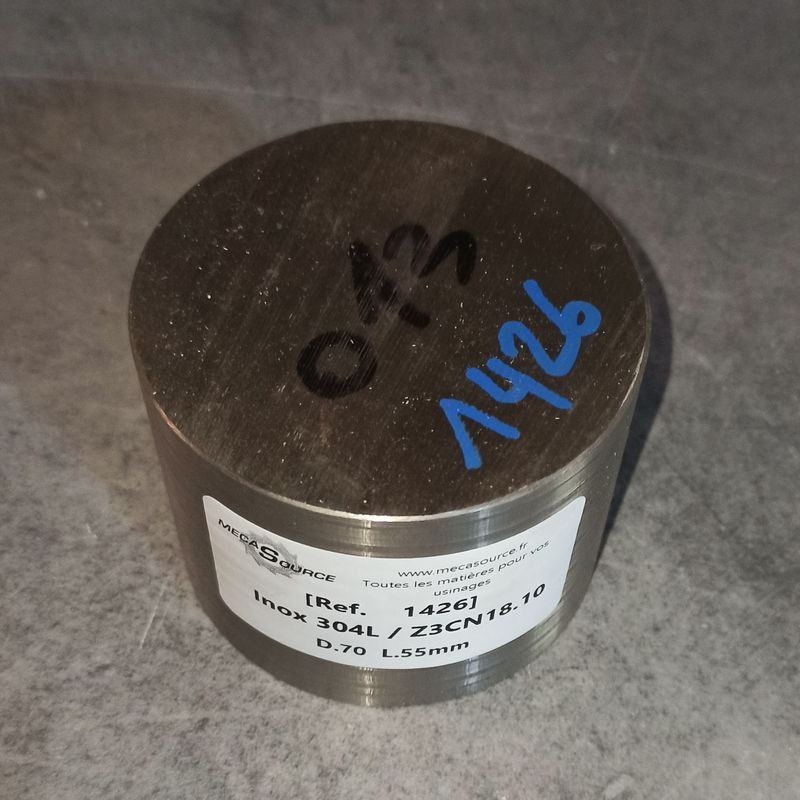 013
1426
MECASOURCE
www.mecasource.fr
Toutes les matières pour vos
usinages
[Ref. 1426]
Inox 304L / Z3CN18.10
D.70 L.55mm